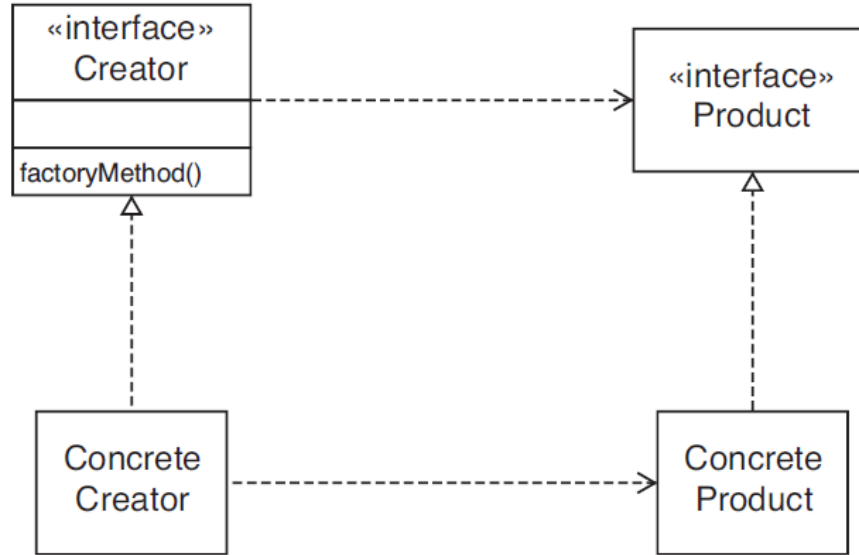 «interface»
Creator
factoryMethod()
«interface»
Product
Concrete
Creator
Concrete
Product